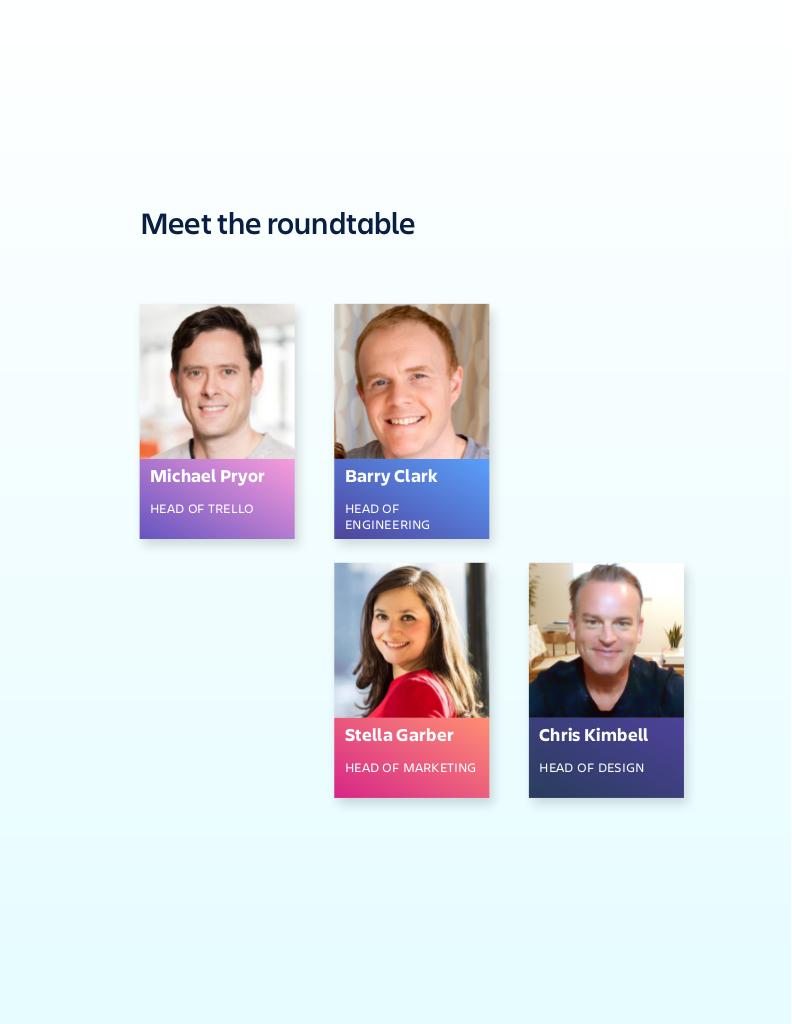 Meet the roundtable
Michael Pryor
HEAD OF TRELLO
Barry Clark
HEAD OF
ENGINEERING
Stella Garber
HEAD OF MARKETING
Chris Kimbell
HEAD OF DESIGN